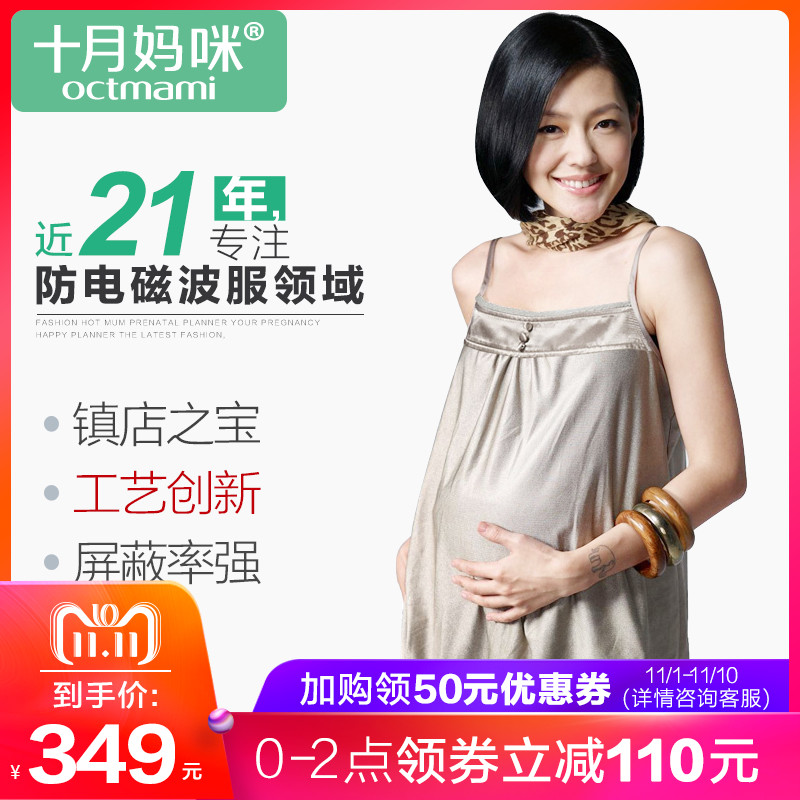 十月妈咪®
octmami
近21年,专注
防电磁波服领域
FASHION HOT MUM PRENATAL PLANNER YOUR PREGNANCY
HAPPY PLANNER THE LATEST FASHION.
镇店之宝
工艺创新
屏蔽率强
10
11.11
到手价:
¥349元
加购领50元优惠券
11/1-11/10
(详情咨询客服)
0-2点领券立减110元